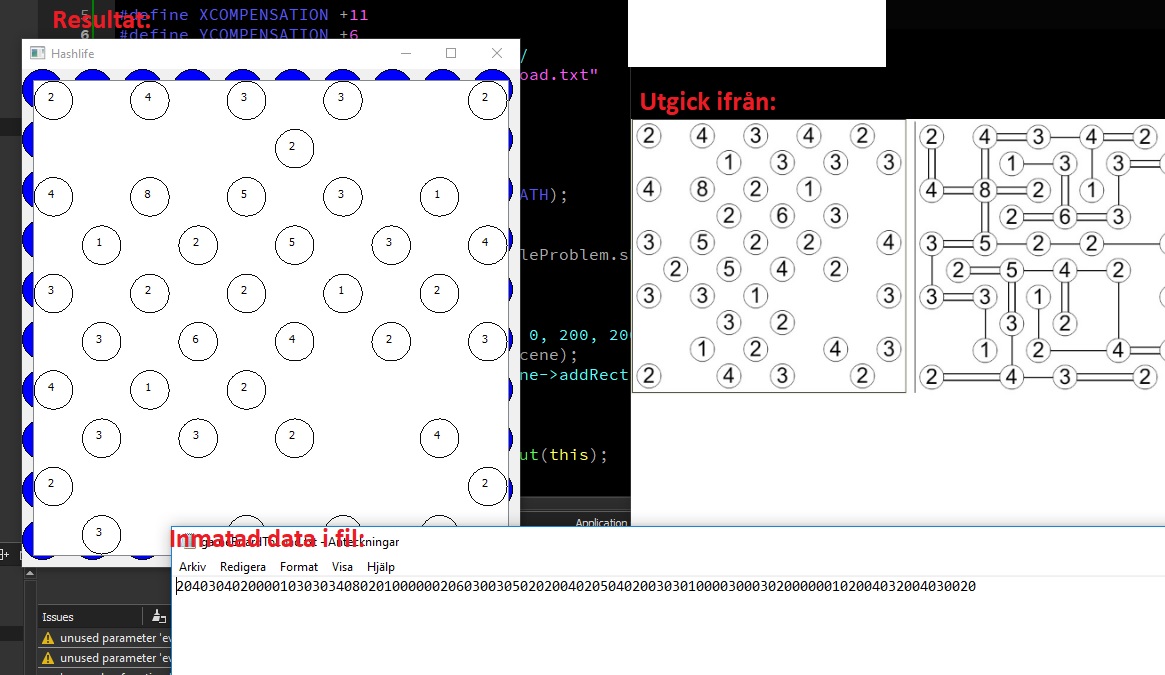 Resultat:
5
#define XCOMPENSATION +11
6
#define YCOMPENSATION +6
Hashlife
oad.txt"
Utgick ifrån:
2 4 3 3 2
2
4 8 5 3 1
1 2 5 3 4
3 2 2 1 2
3 6 4 2 3
4 1 2
3 3 2 4
2 2
3
ATH);
leProblem.s
0, 200, 20
cene);
ne->addRect
ut(this);
2 4 3 4 2
1 3 3 3
4 8 2 1
2 6 3
3 5 2 2 4
2 5 4 2
3 3 1 3
3 2
1 2 4 3
2 4 3 2
2 4 3 4 2
1 3 3
4 8 2 1
2 6 3
3 5 2 2
2 5 4 2
3 3 1
3 2
1 2 4
2 4 3 2
Application
Inmatad data i fil:
Anteckningar
Arkiv Redigera Format Visa Hjälp
20403040200000103030340802010000002060300305020200402050402003030100003000302000000102004032004030020
Issues
unused parameter 'ev
unused parameter 'ev